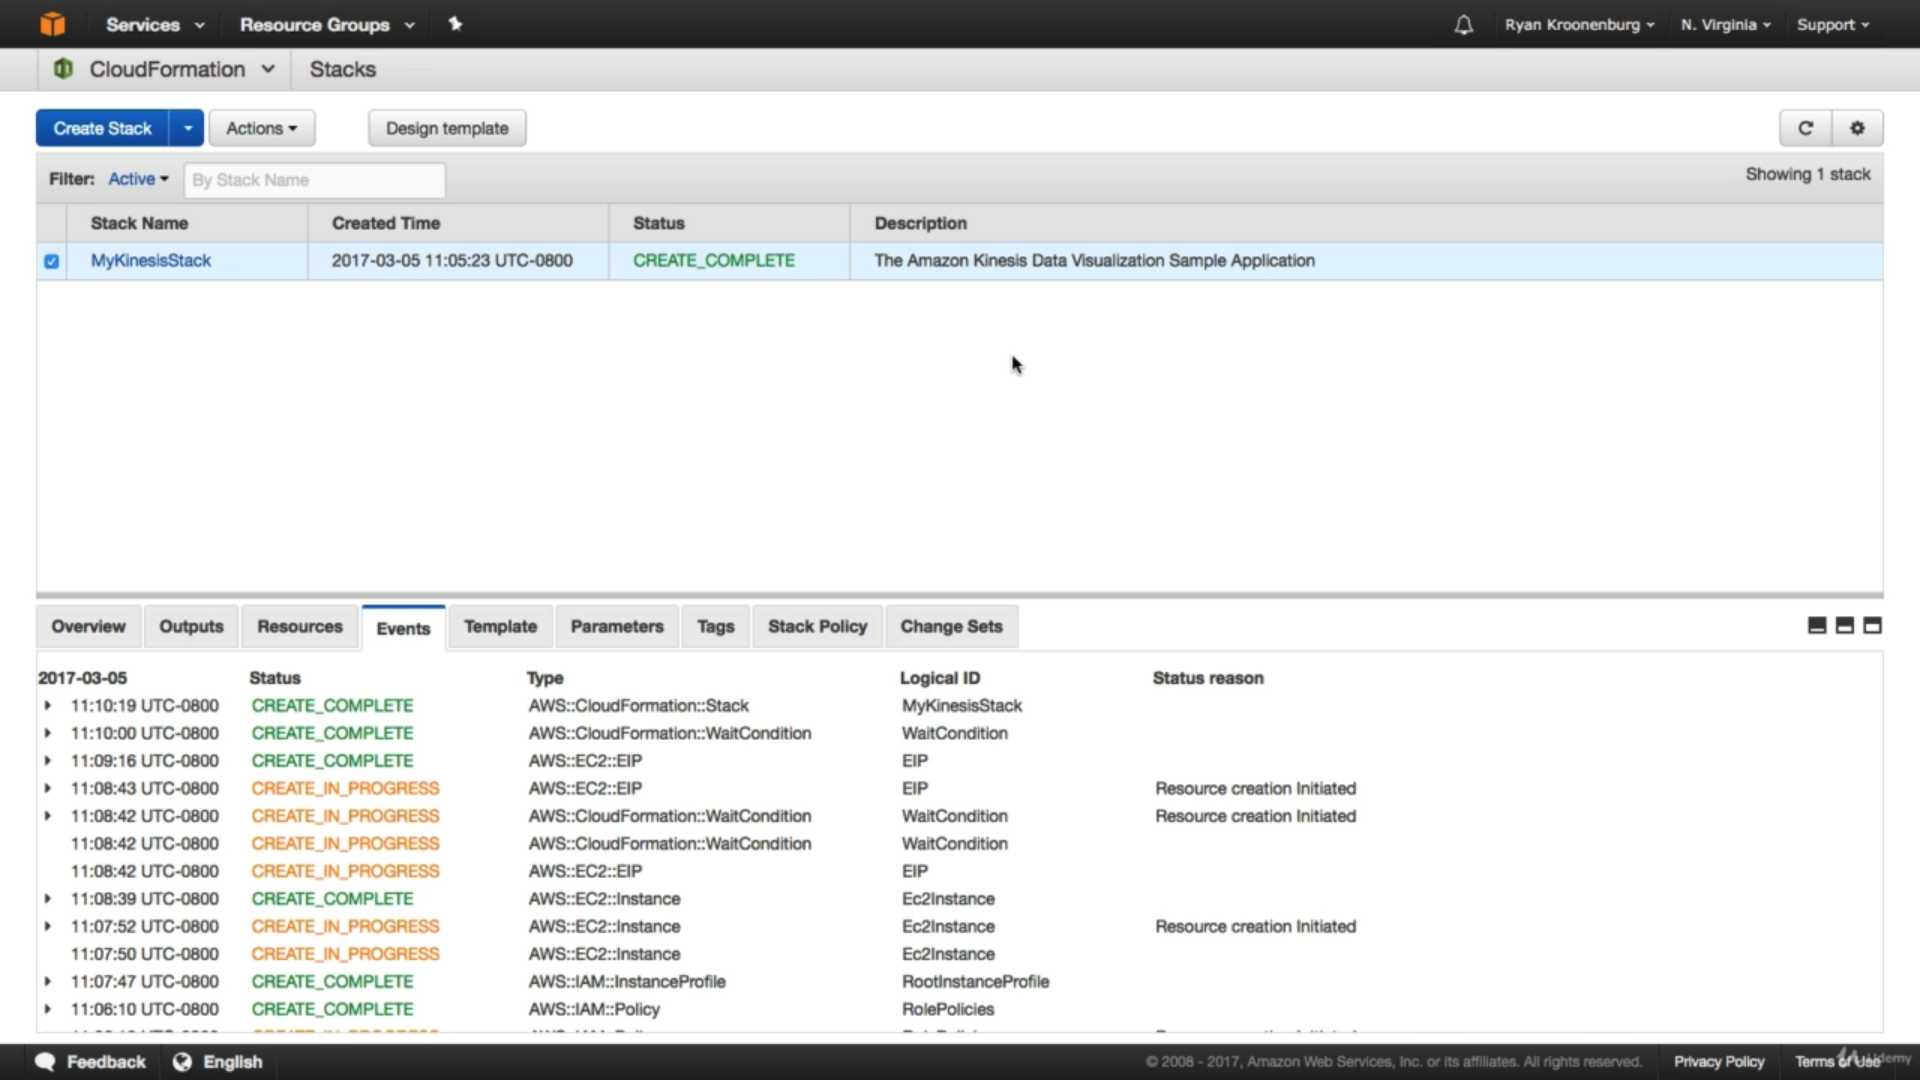 Services Resource Groups Ryan Kroonenburg N. Virginia Support
CloudFormation Stacks
Create Stack Actions Design template
Filter: Active By Stack Name Showing 1 stack
Stack Name Created Time Status Description
MyKinesisStack 2017-03-05 11:05:23 UTC-0800 CREATE_COMPLETE The Amazon Kinesis Data Visualization Sample Application
Overview Outputs Resources Events Template Parameters Tags Stack Policy Change Sets
2017-03-05 Status Type Logical ID Status reason
11:10:19 UTC-0800 CREATE_COMPLETE AWS::CloudFormation::Stack MyKinesisStack
11:10:00 UTC-0800 CREATE_COMPLETE AWS::CloudFormation::WaitCondition WaitCondition
11:09:16 UTC-0800 CREATE_COMPLETE AWS::EC2::EIP EIP
11:08:43 UTC-0800 CREATE_IN_PROGRESS AWS::EC2::EIP EIP Resource creation Initiated
11:08:42 UTC-0800 CREATE_IN_PROGRESS AWS::CloudFormation::WaitCondition WaitCondition Resource creation Initiated
11:08:42 UTC-0800 CREATE_IN_PROGRESS AWS::CloudFormation::WaitCondition WaitCondition
11:08:42 UTC-0800 CREATE_IN_PROGRESS AWS::EC2::EIP EIP
11:08:39 UTC-0800 CREATE_COMPLETE AWS::EC2::Instance Ec2Instance
11:07:52 UTC-0800 CREATE_IN_PROGRESS AWS::EC2::Instance Ec2Instance Resource creation Initiated
11:07:50 UTC-0800 CREATE_IN_PROGRESS AWS::EC2::Instance Ec2Instance
11:07:47 UTC-0800 CREATE_COMPLETE AWS::IAM::InstanceProfile RootInstanceProfile
11:06:10 UTC-0800 CREATE_COMPLETE AWS::IAM::Policy RolePolicies
Feedback English © 2008 - 2017, Amazon Web Services, Inc. or its affiliates. All rights reserved. Privacy Policy Terms of Use Udemy